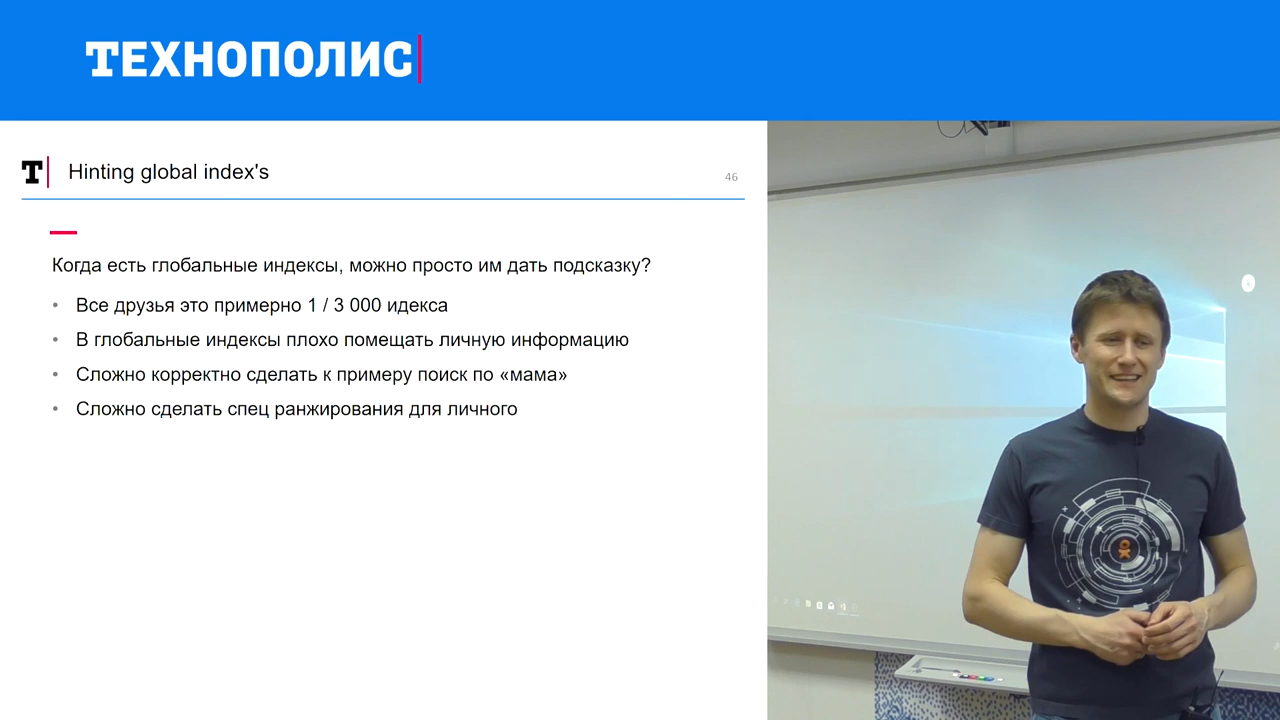 ТЕХНОПОЛИС
Т
Hinting global index's
46
Когда есть глобальные индексы, можно просто им дать подсказку?
• Все друзья это примерно 1 / 3 000 идекса
• В глобальные индексы плохо помещать личную информацию
• Сложно корректно сделать к примеру поиск по «мама»
• Сложно сделать спец ранжирования для личного